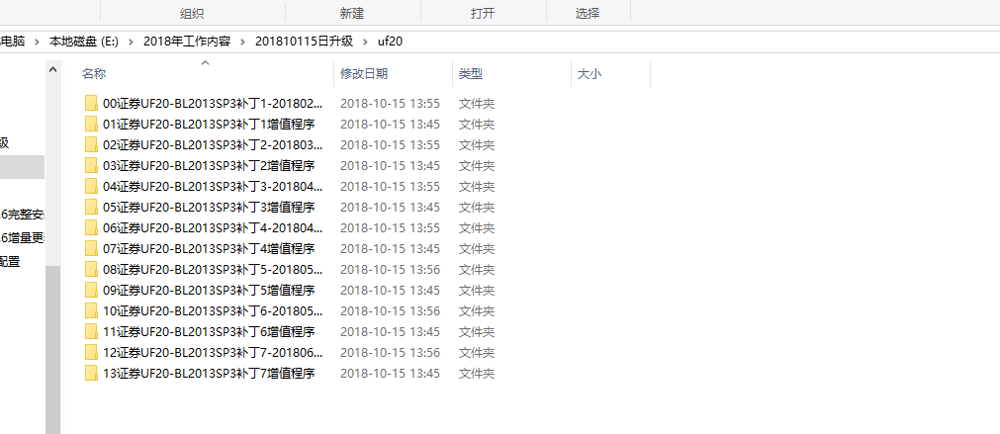 组织 新建 打开 选择
电脑 › 本地磁盘 (E:) › 2018年工作内容 › 201810115日升级 › uf20
名称 修改日期 类型 大小
00证券UF20-BL2013SP3补丁1-201802... 2018-10-15 13:55 文件夹
01证券UF20-BL2013SP3补丁1增值程序 2018-10-15 13:45 文件夹
级 02证券UF20-BL2013SP3补丁2-201803... 2018-10-15 13:55 文件夹
03证券UF20-BL2013SP3补丁2增值程序 2018-10-15 13:45 文件夹
04证券UF20-BL2013SP3补丁3-201804... 2018-10-15 13:55 文件夹
.6完整安 05证券UF20-BL2013SP3补丁3增值程序 2018-10-15 13:45 文件夹
06证券UF20-BL2013SP3补丁4-201804... 2018-10-15 13:55 文件夹
.6增量更 07证券UF20-BL2013SP3补丁4增值程序 2018-10-15 13:45 文件夹
配置 08证券UF20-BL2013SP3补丁5-201805... 2018-10-15 13:56 文件夹
09证券UF20-BL2013SP3补丁5增值程序 2018-10-15 13:45 文件夹
10证券UF20-BL2013SP3补丁6-201805... 2018-10-15 13:56 文件夹
11证券UF20-BL2013SP3补丁6增值程序 2018-10-15 13:45 文件夹
12证券UF20-BL2013SP3补丁7-201806... 2018-10-15 13:56 文件夹
13证券UF20-BL2013SP3补丁7增值程序 2018-10-15 13:45 文件夹